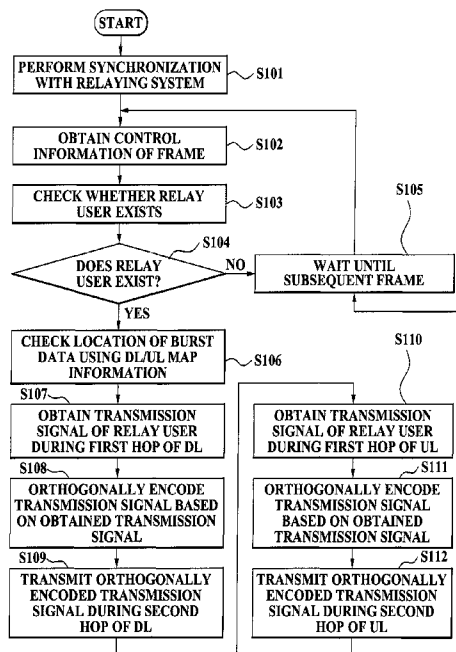 START
PERFORM SYNCHRONIZATION
WITH RELAYING SYSTEM
S101
OBTAIN CONTROL
INFORMATION OF FRAME
S102
CHECK WHETHER RELAY
USER EXISTS
S103
S104
DOES RELAY
USER EXIST?
NO
YES
S105
WAIT UNTIL
SUBSEQUENT FRAME
CHECK LOCATION OF BURST
DATA USING DL/UL MAP
INFORMATION
S106
S107
OBTAIN TRANSMISSION
SIGNAL OF RELAY USER
DURING FIRST HOP OF DL
S108
ORTHOGONALLY ENCODE
TRANSMISSION SIGNAL BASED
ON OBTAINED TRANSMISSION
SIGNAL
S109
TRANSMIT ORTHOGONALLY
ENCODED TRANSMISSION
SIGNAL DURING SECOND
HOP OF DL
S110
OBTAIN TRANSMISSION
SIGNAL OF RELAY USER
DURING FIRST HOP OF UL
S111
ORTHOGONALLY ENCODE
TRANSMISSION SIGNAL
BASED ON OBTAINED
TRANSMISSION SIGNAL
S112
TRANSMIT ORTHOGONALLY
ENCODED TRANSMISSION
SIGNAL DURING SECOND
HOP OF UL